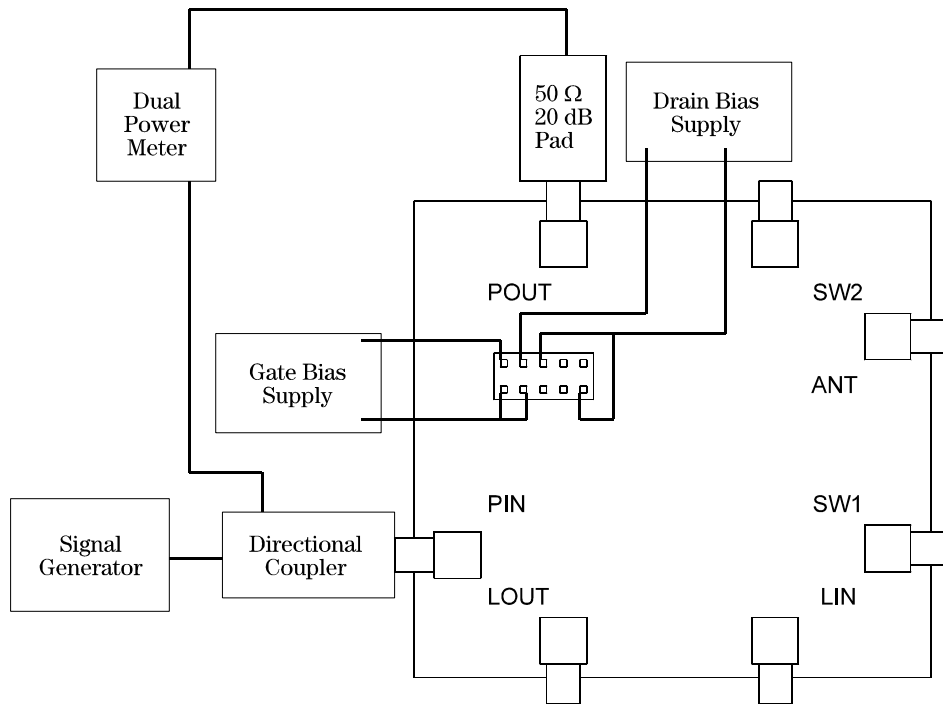 Dual
Power
Meter
50 Ω
20 dB
Pad
Drain Bias
Supply
POUT
SW2
Gate Bias
Supply
ANT
PIN
SW1
Signal
Generator
Directional
Coupler
LOUT
LIN